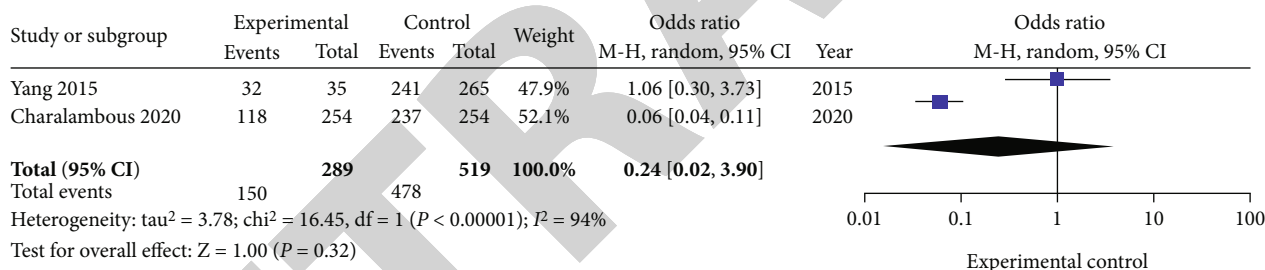 Study or subgroup Experimental Control Weight Odds ratio Year Odds ratio
Events Total Events Total M-H, random, 95% CI M-H, random, 95% CI
Yang 2015 32 35 241 265 47.9% 1.06 [0.30, 3.73] 2015
Charalambous 2020 118 254 237 254 52.1% 0.06 [0.04, 0.11] 2020
Total (95% CI) 289 519 100.0% 0.24 [0.02, 3.90]
Total events 150 478
Heterogeneity: tau² = 3.78; chi² = 16.45, df = 1 (P < 0.00001); I² = 94%
Test for overall effect: Z = 1.00 (P = 0.32)
0.01 0.1 1 10 100
Experimental control